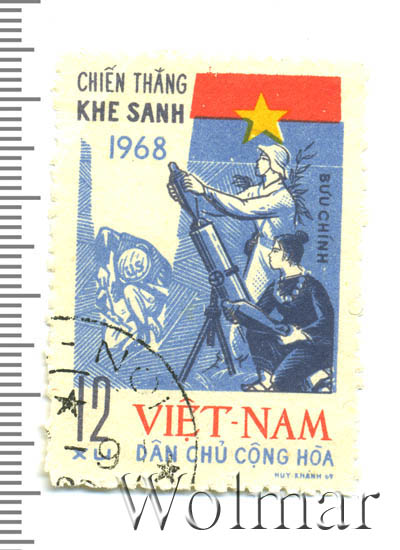 CHIẾN THẮNG
KHE SANH
1968
US
BƯU CHÍNH
12
XU
VIỆT-NAM
DÂN CHỦ CỘNG HÒA
HUY KHÁNH 69
Wolmar